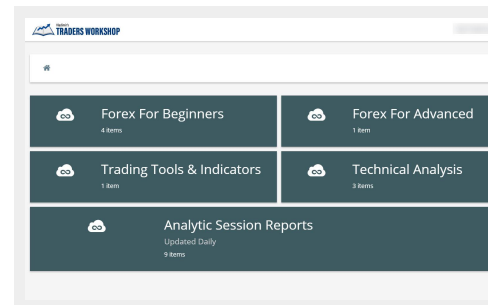 TRADERS WORKSHOP
Forex For Beginners
4 items
Forex For Advanced
1 item
Trading Tools & Indicators
1 item
Technical Analysis
3 items
Analytic Session Reports
Updated Daily
9 items